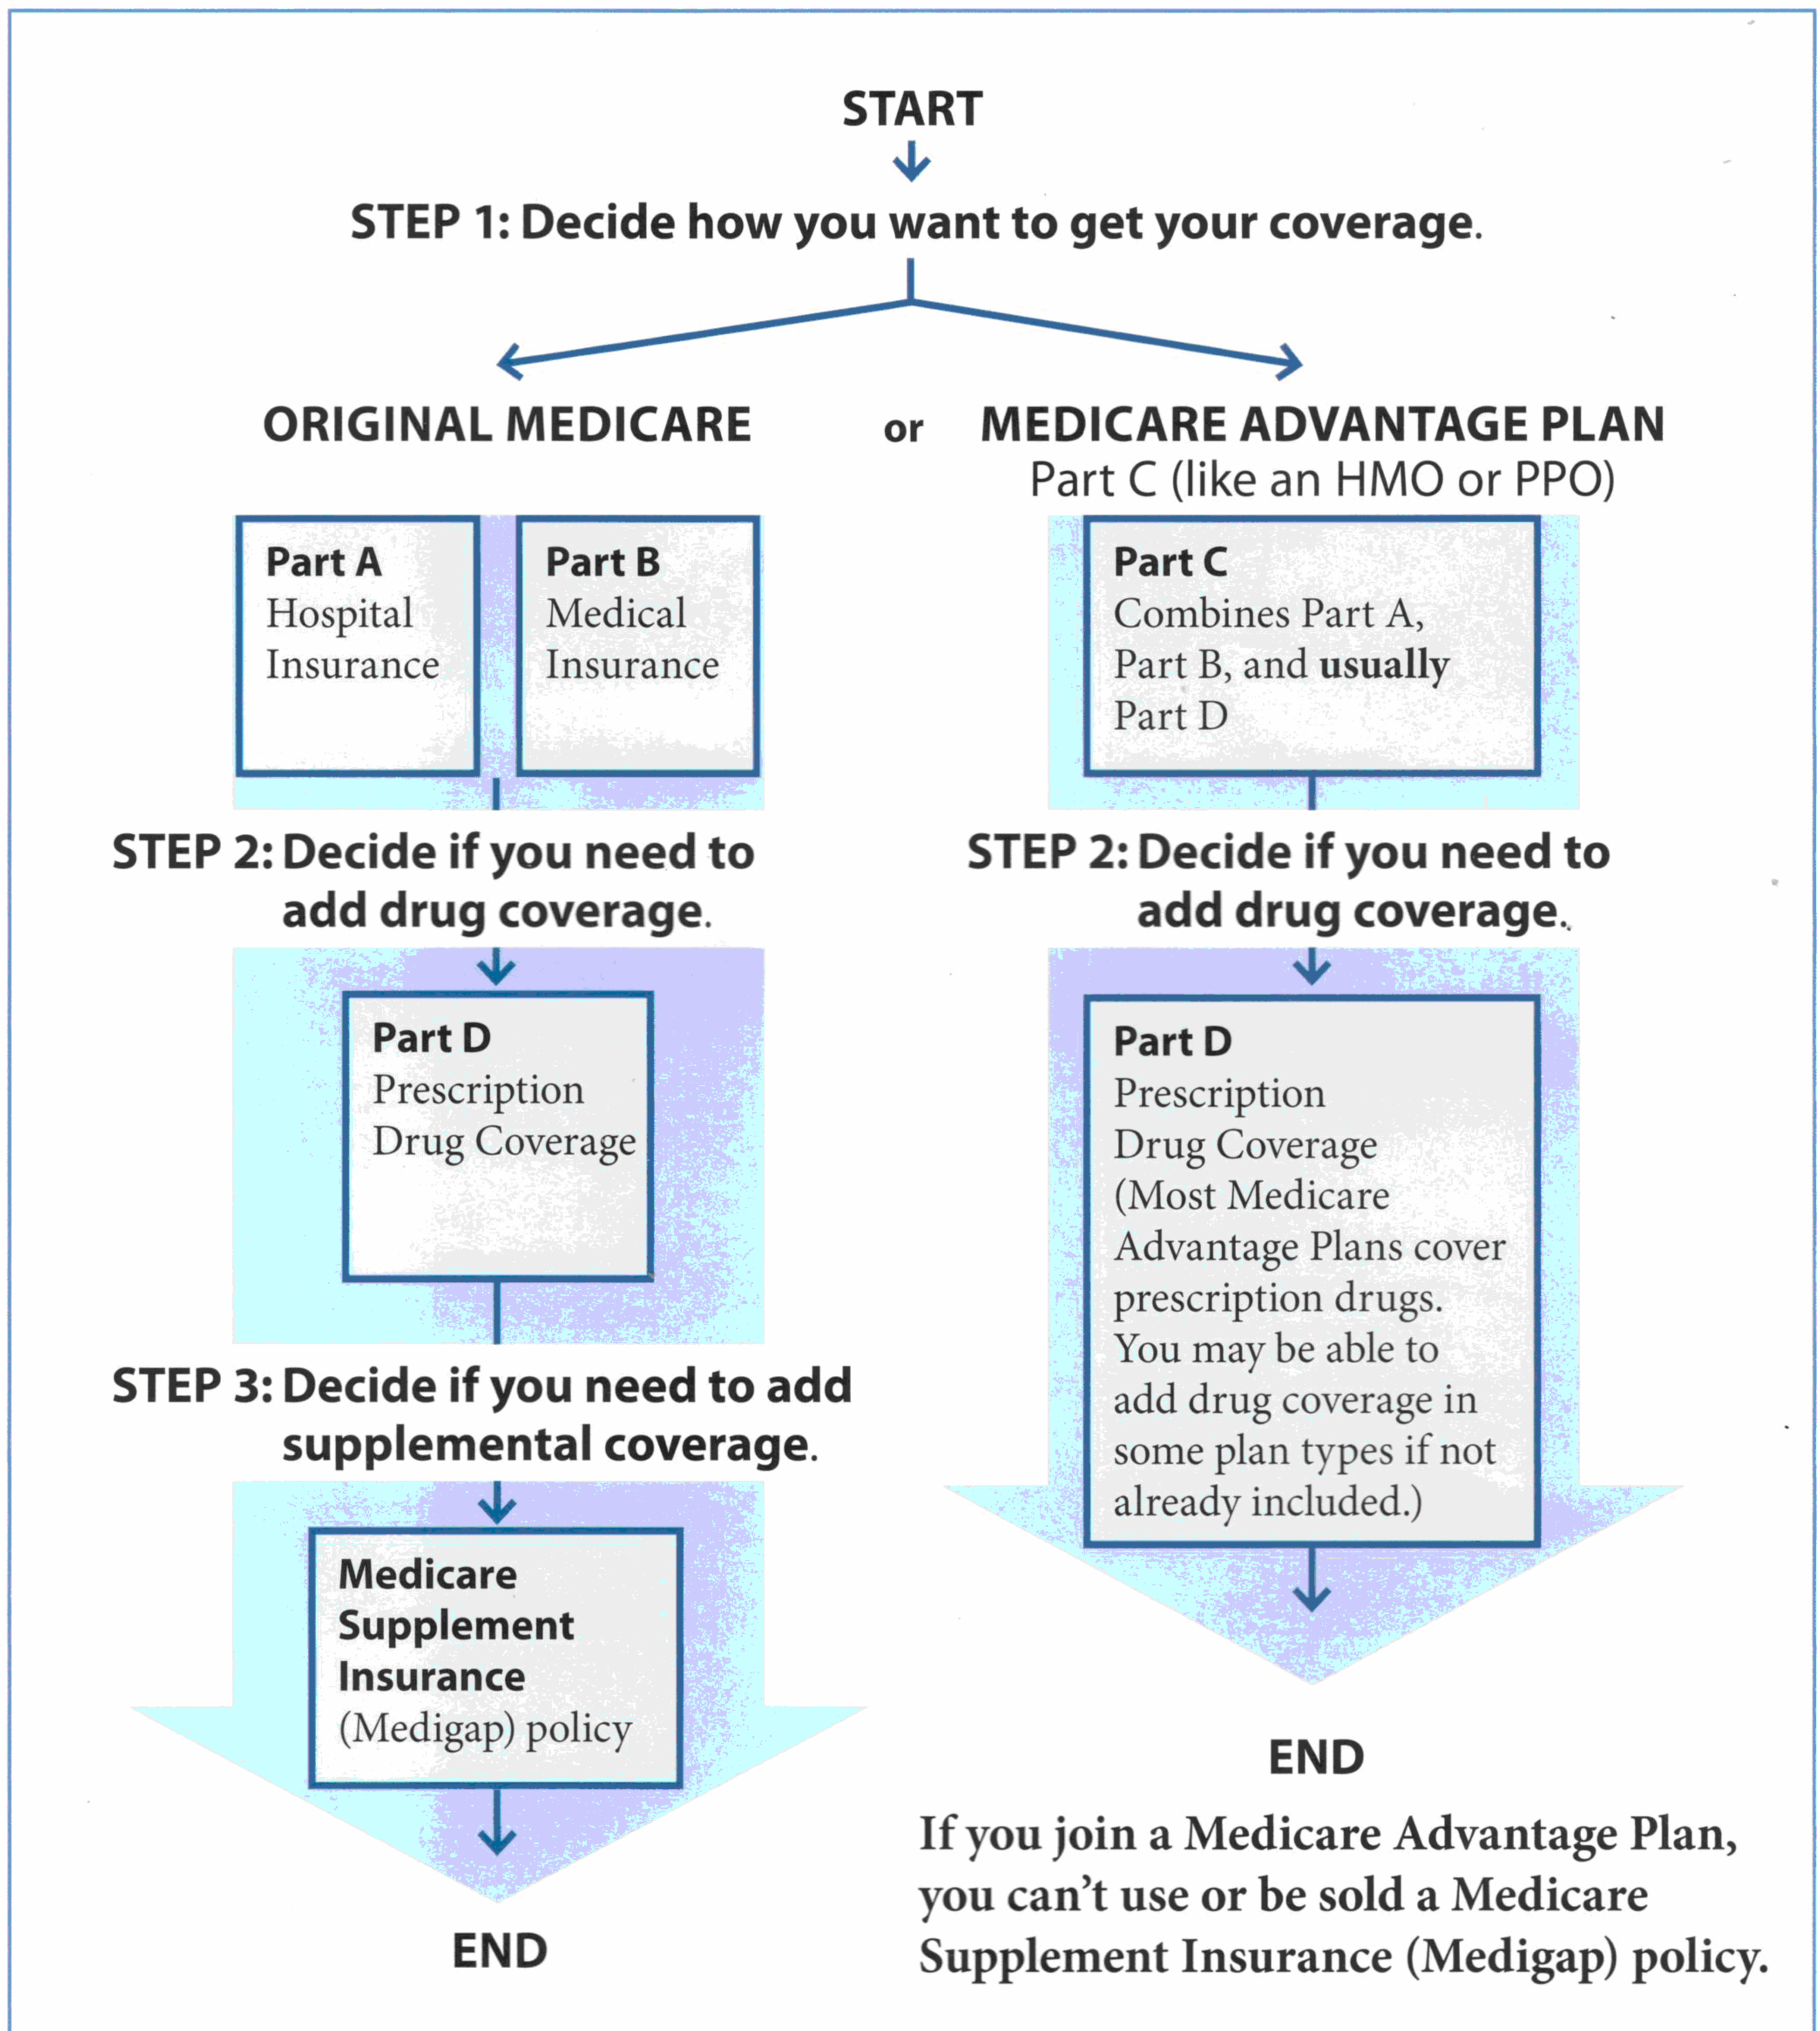 START
STEP 1: Decide how you want to get your coverage.
ORIGINAL MEDICARE
or
MEDICARE ADVANTAGE PLAN
Part C (like an HMO or PPO)
Part A
Hospital
Insurance
Part B
Medical
Insurance
Part C
Combines Part A,
Part B, and usually
Part D
STEP 2: Decide if you need to
add drug coverage.
Part D
Prescription
Drug Coverage
STEP 3: Decide if you need to add
supplemental coverage.
Medicare
Supplement
Insurance
(Medigap) policy
END
STEP 2: Decide if you need to
add drug coverage.
Part D
Prescription
Drug Coverage
(Most Medicare
Advantage Plans cover
prescription drugs.
You may be able to
add drug coverage in
some plan types if not
already included.)
END
If you join a Medicare Advantage Plan,
you can't use or be sold a Medicare
Supplement Insurance (Medigap) policy.